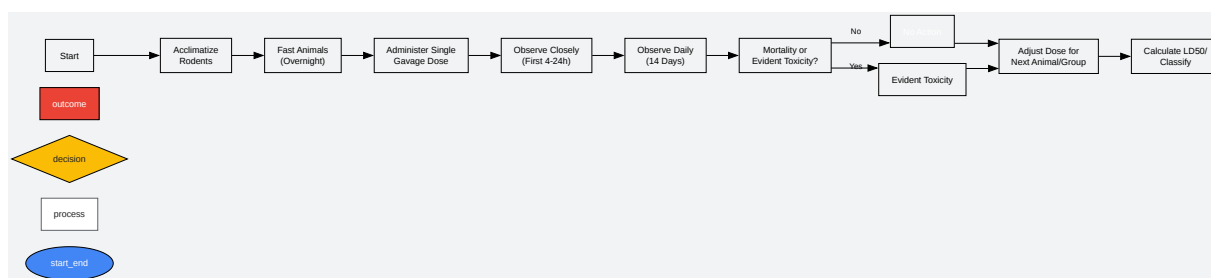 Start
Acclimatize
Rodents
Fast Animals
(Overnight)
Administer Single
Gavage Dose
Observe Closely
(First 4-24h)
Observe Daily
(14 Days)
Mortality or
Evident Toxicity?
No
Yes
Evident Toxicity
Adjust Dose for
Next Animal/Group
Calculate LD50/
Classify
outcome
decision
process
start_end